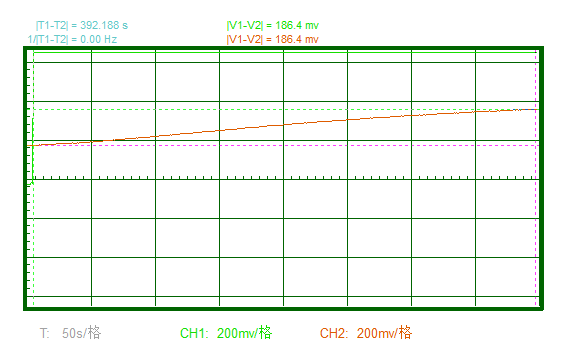 |T1-T2| = 392.188 s |V1-V2| = 186.4 mv
1/|T1-T2| = 0.00 Hz |V1-V2| = 186.4 mv
T: 50s/格 CH1: 200mv/格 CH2: 200mv/格